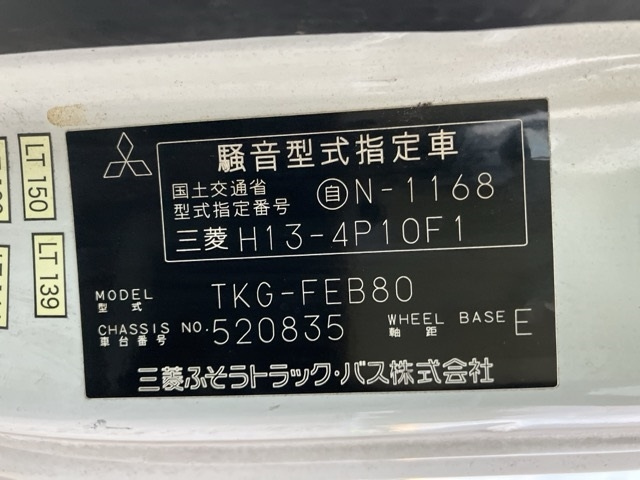 騒音型式指定車
国土交通省
型式指定番号 自 N-1168
三菱 H13-4P10F1
MODEL
型式 TKG-FEB80
CHASSIS NO.
車台番号 520835
WHEEL BASE
軸距 E
三菱ふそうトラック・バス株式会社
LT 150
LT 139